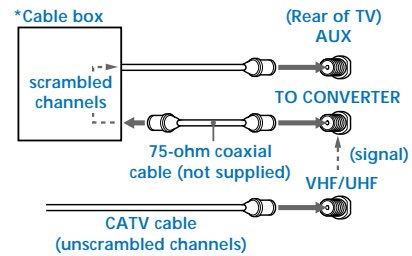 *Cable box
(Rear of TV)
AUX
scrambled
channels
TO CONVERTER
75-ohm coaxial
cable (not supplied)
(signal)
VHF/UHF
CATV cable
(unscrambled channels)